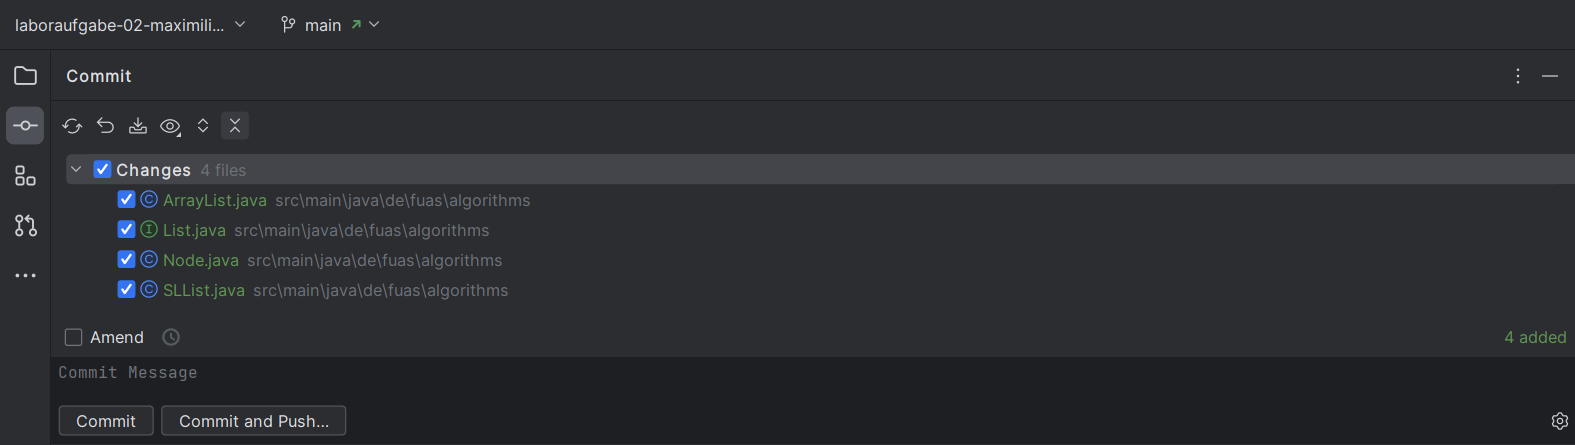 laboraufgabe-02-maximili... main
Commit
Changes 4 files
ArrayList.java src\main\java\de\fuas\algorithms
List.java src\main\java\de\fuas\algorithms
Node.java src\main\java\de\fuas\algorithms
SLList.java src\main\java\de\fuas\algorithms
Amend 4 added
Commit Message
Commit Commit and Push...